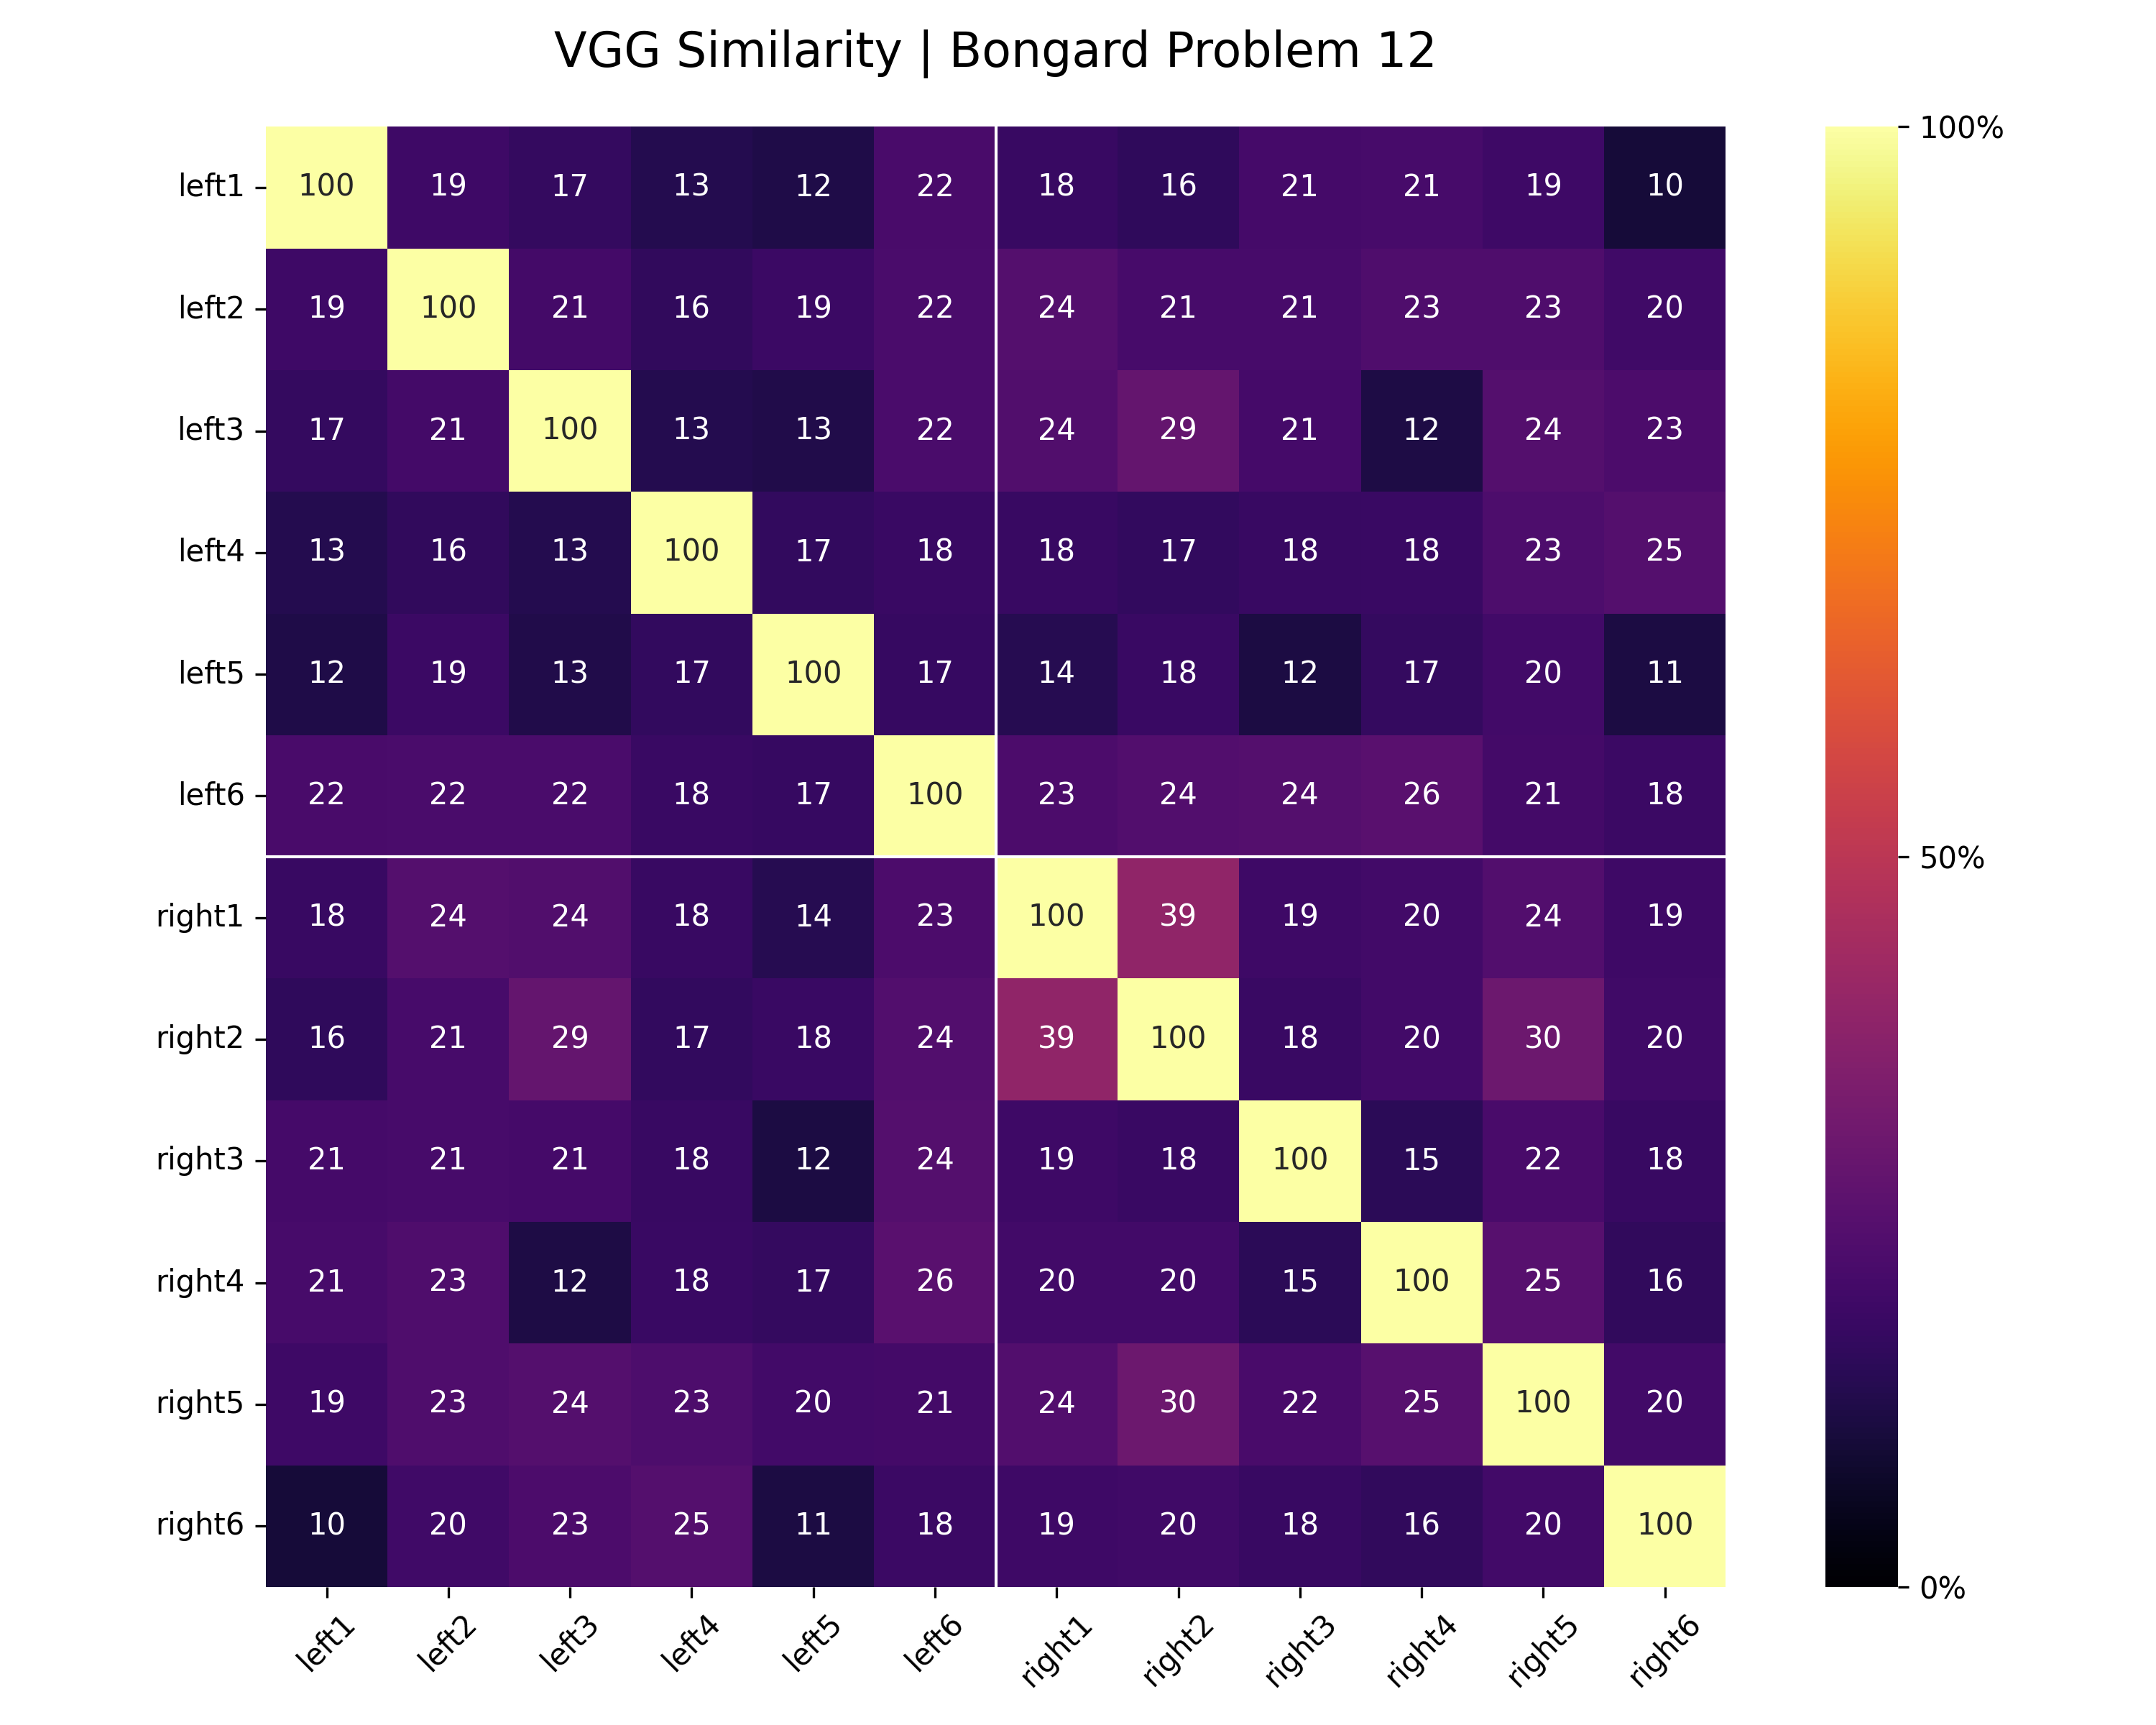 VGG Similarity | Bongard Problem 12
left1 100 19 17 13 12 22 18 16 21 21 19 10
left2 19 100 21 16 19 22 24 21 21 23 23 20
left3 17 21 100 13 13 22 24 29 21 12 24 23
left4 13 16 13 100 17 18 18 17 18 18 23 25
left5 12 19 13 17 100 17 14 18 12 17 20 11
left6 22 22 22 18 17 100 23 24 24 26 21 18
right1 18 24 24 18 14 23 100 39 19 20 24 19
right2 16 21 29 17 18 24 39 100 18 20 30 20
right3 21 21 21 18 12 24 19 18 100 15 22 18
right4 21 23 12 18 17 26 20 20 15 100 25 16
right5 19 23 24 23 20 21 24 30 22 25 100 20
right6 10 20 23 25 11 18 19 20 18 16 20 100
left1 left2 left3 left4 left5 left6 right1 right2 right3 right4 right5 right6
100%
50%
0%